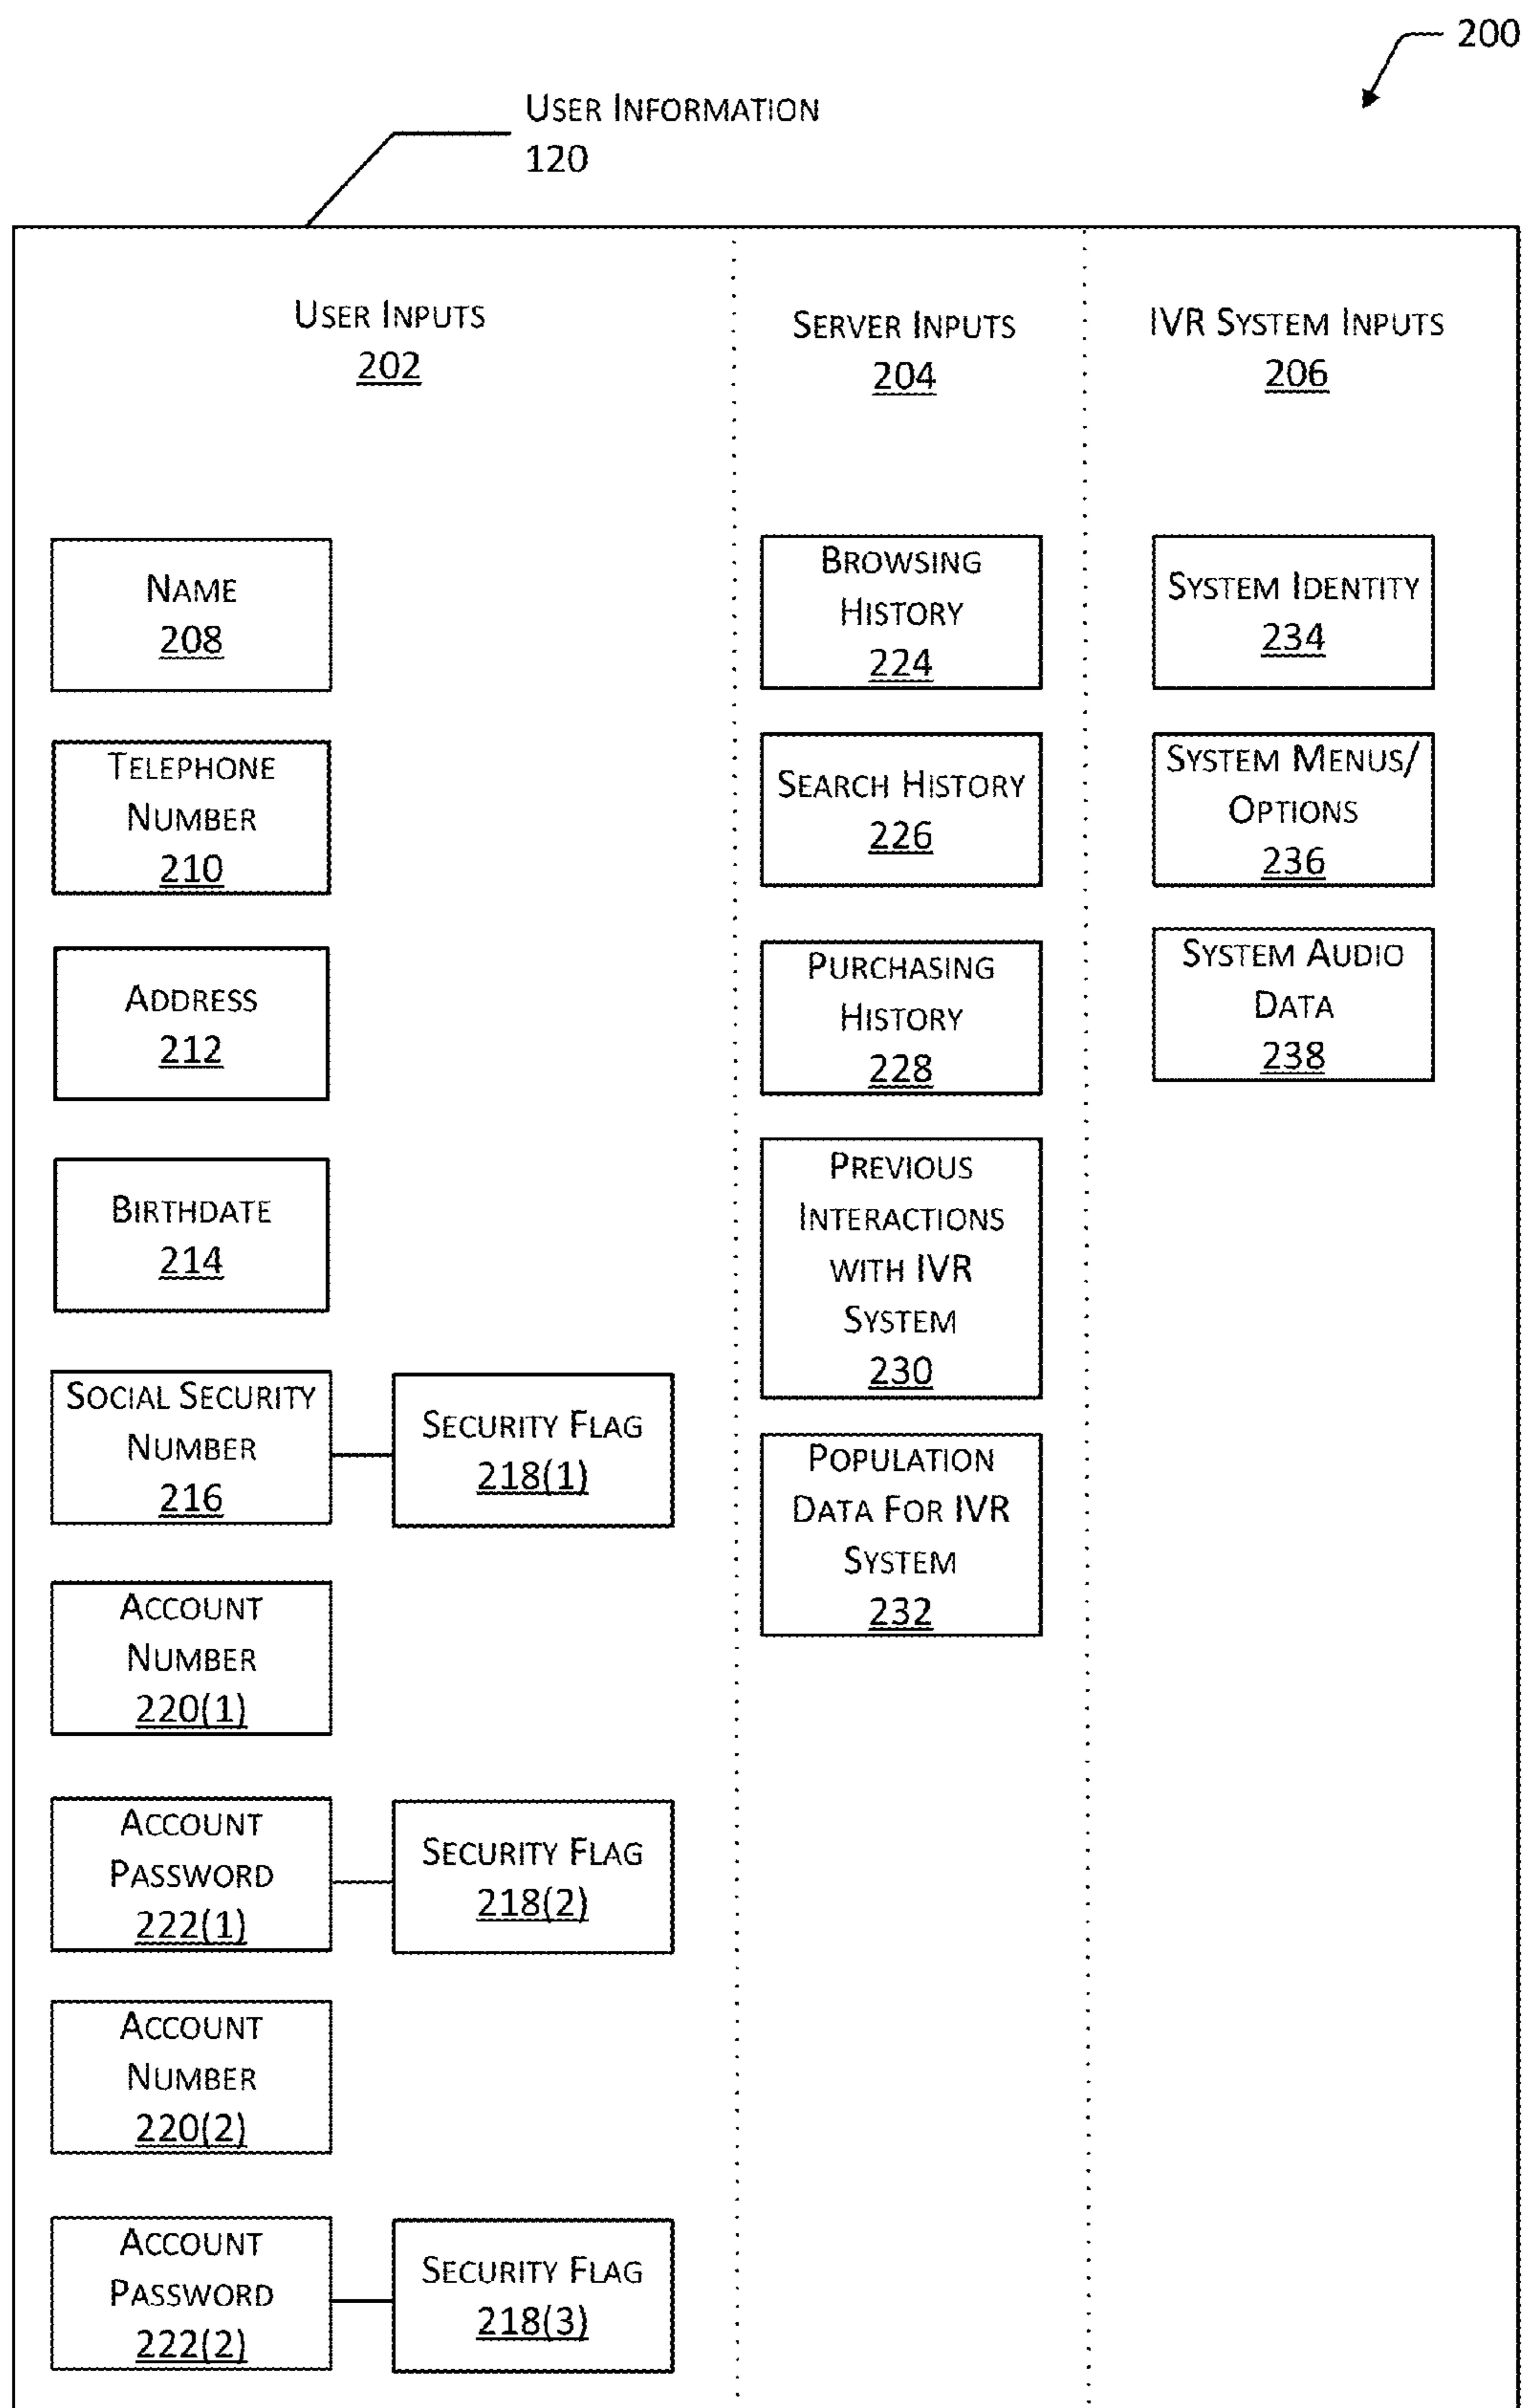 200
USER INFORMATION
120
USER INPUTS
202
NAME
208
TELEPHONE
NUMBER
210
ADDRESS
212
BIRTHDATE
214
SOCIAL SECURITY
NUMBER
216
SECURITY FLAG
218(1)
ACCOUNT
NUMBER
220(1)
ACCOUNT
PASSWORD
222(1)
SECURITY FLAG
218(2)
ACCOUNT
NUMBER
220(2)
ACCOUNT
PASSWORD
222(2)
SECURITY FLAG
218(3)
SERVER INPUTS
204
BROWSING
HISTORY
224
SEARCH HISTORY
226
PURCHASING
HISTORY
228
PREVIOUS
INTERACTIONS
WITH IVR
SYSTEM
230
POPULATION
DATA FOR IVR
SYSTEM
232
IVR SYSTEM INPUTS
206
SYSTEM IDENTITY
234
SYSTEM MENUS/
OPTIONS
236
SYSTEM AUDIO
DATA
238